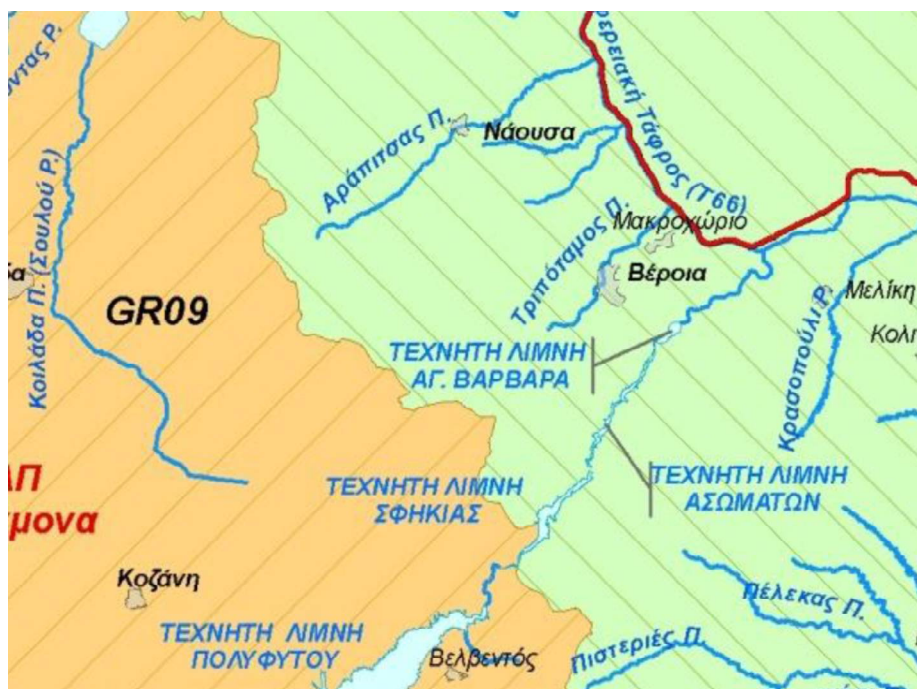 Νάουσα
Αράπιτσας Π.
Τάφρος (Τ66)
Μακροχώριο
Τριπόταμος Π.
Βέροια
Μελίκη
Κρασοπούλι Ρ.
Κοιλάδα Π. (Σουλού Ρ.)
GR09
ΤΕΧΝΗΤΗ ΛΙΜΝΗ
ΑΓ. ΒΑΡΒΑΡΑ
ΤΕΧΝΗΤΗ ΛΙΜΝΗ
ΣΦΗΚΙΑΣ
ΤΕΧΝΗΤΗ ΛΙΜΝΗ
ΑΣΩΜΑΤΩΝ
Κοζάνη
Πέλεκας Π.
ΤΕΧΝΗΤΗ ΛΙΜΝΗ
ΠΟΛΥΦΥΤΟΥ
Βελβεντός
Πιστεριές Π.